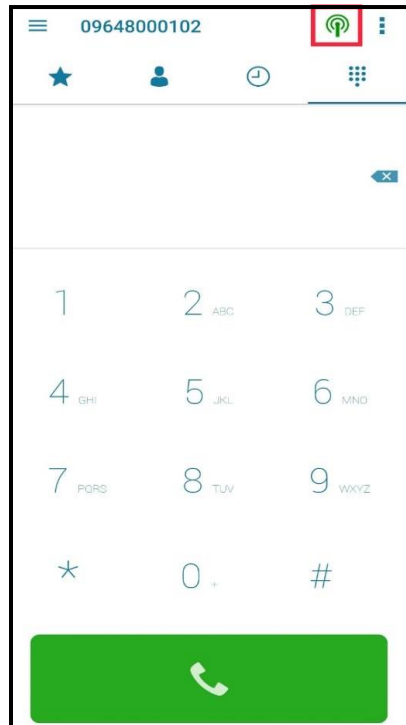 09648000102
1
2 ABC
3 DEF
4 GHI
5 JKL
6 MNO
7 PQRS
8 TUV
9 WXYZ
*
0 +
#